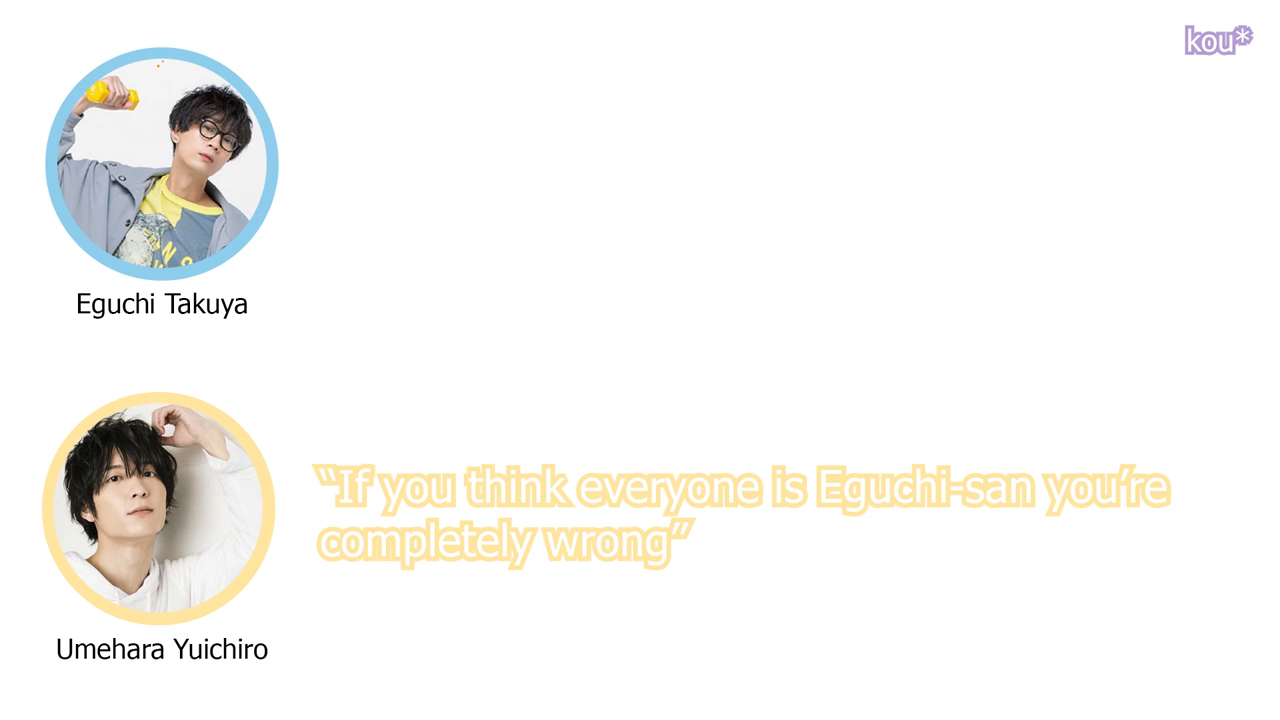 kou*
Eguchi Takuya
“If you think everyone is Eguchi-san you’re
completely wrong”
Umehara Yuichiro